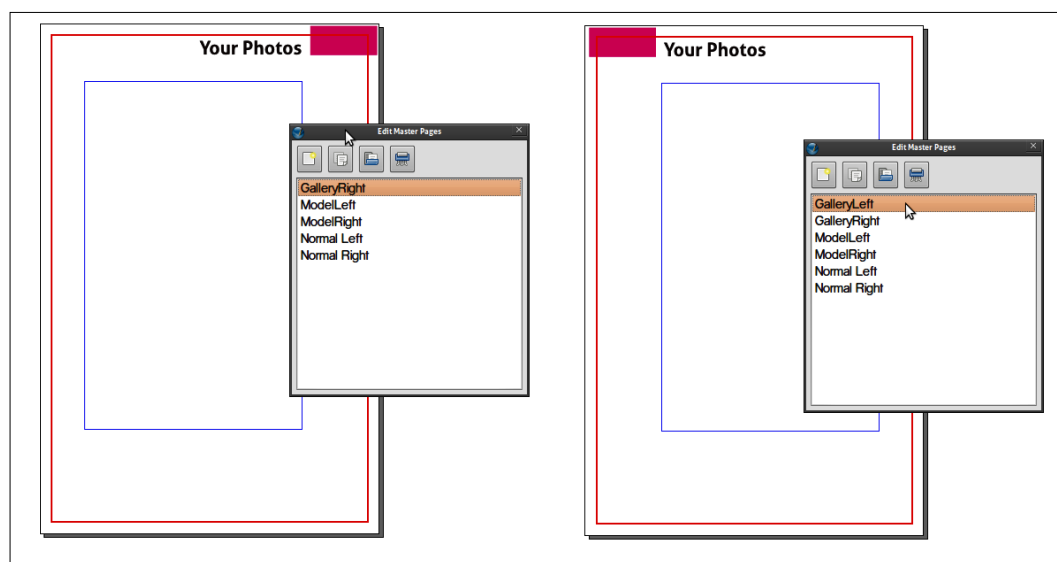 Your Photos
Edit Master Pages
GalleryRight
ModelLeft
ModelRight
Normal Left
Normal Right
Your Photos
Edit Master Pages
GalleryLeft
GalleryRight
ModelLeft
ModelRight
Normal Left
Normal Right